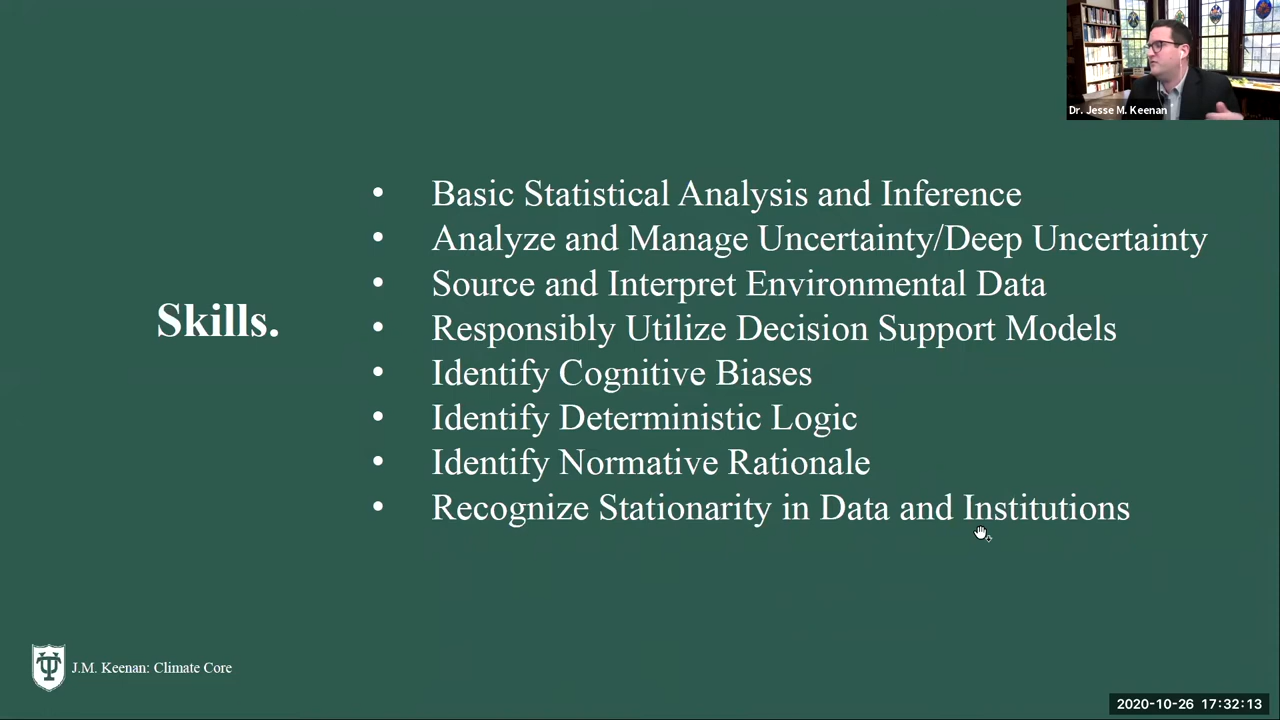 Dr. Jesse M. Keenan
Skills.
• Basic Statistical Analysis and Inference
• Analyze and Manage Uncertainty/Deep Uncertainty
• Source and Interpret Environmental Data
• Responsibly Utilize Decision Support Models
• Identify Cognitive Biases
• Identify Deterministic Logic
• Identify Normative Rationale
• Recognize Stationarity in Data and Institutions
J.M. Keenan: Climate Core
2020-10-26 17:32:13